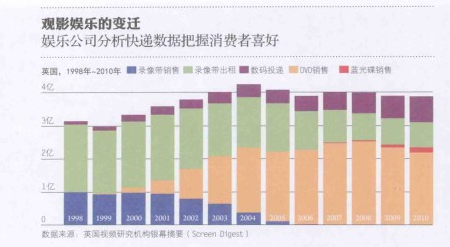 观影娱乐的变迁
娱乐公司分析快递数据把握消费者喜好
英国，1998年-2010年 录像带销售 录像带出租 数码投递 DVD销售 蓝光碟销售
4亿
3亿
2亿
1亿
0
1998 1999 2000 2001 2002 2003 2004 2005 2006 2007 2008 2009 2010
数据来源：英国视频研究机构银幕摘要（Screen Digest）